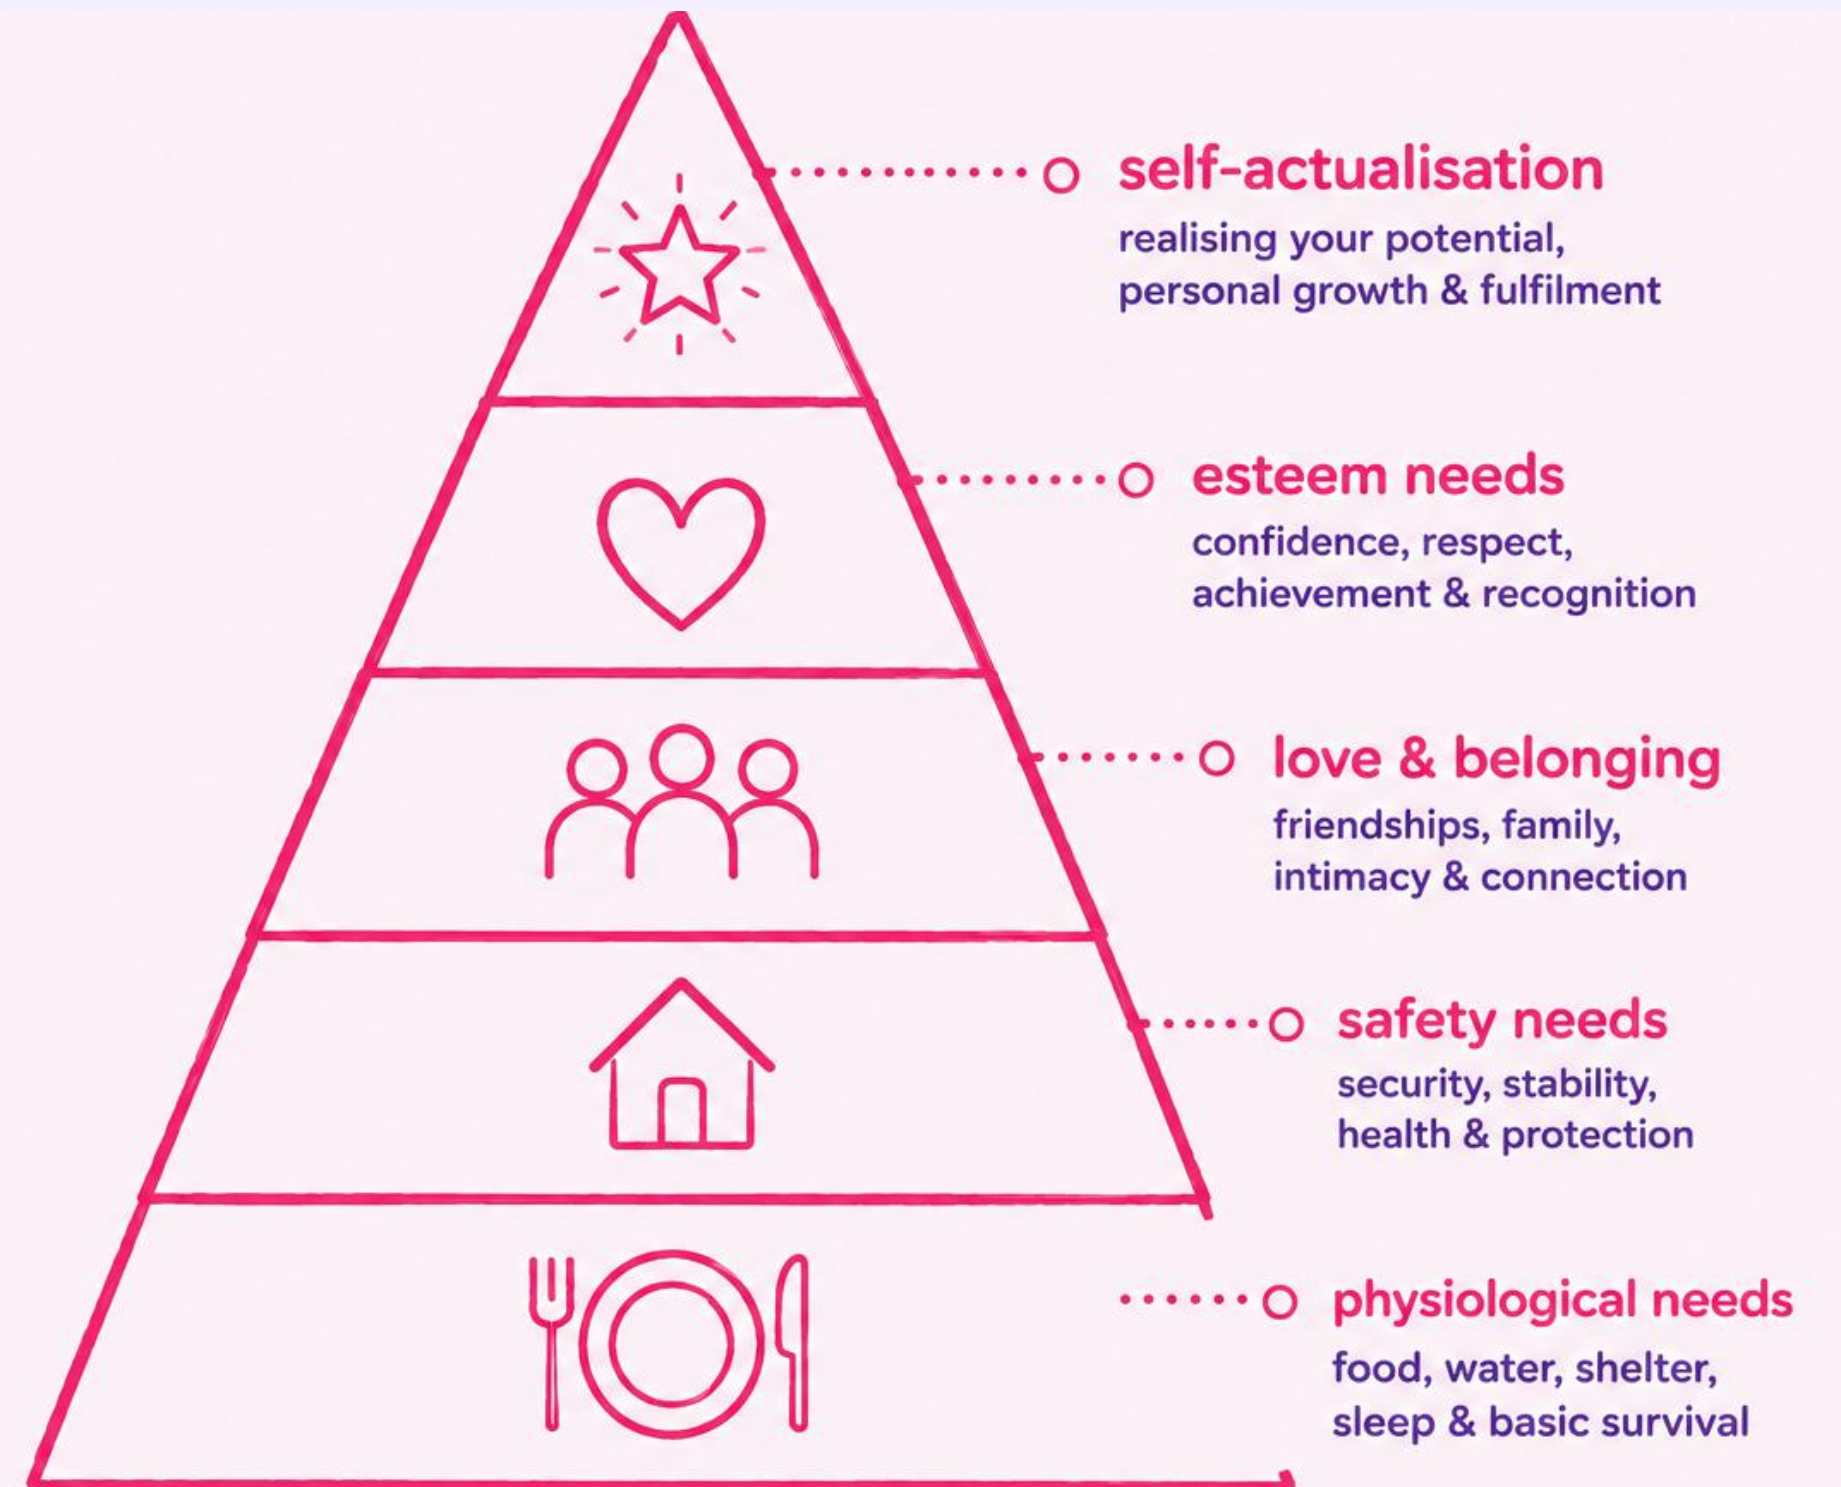 self-actualisation
realising your potential,
personal growth & fulfilment
esteem needs
confidence, respect,
achievement & recognition
love & belonging
friendships, family,
intimacy & connection
safety needs
security, stability,
health & protection
physiological needs
food, water, shelter,
sleep & basic survival